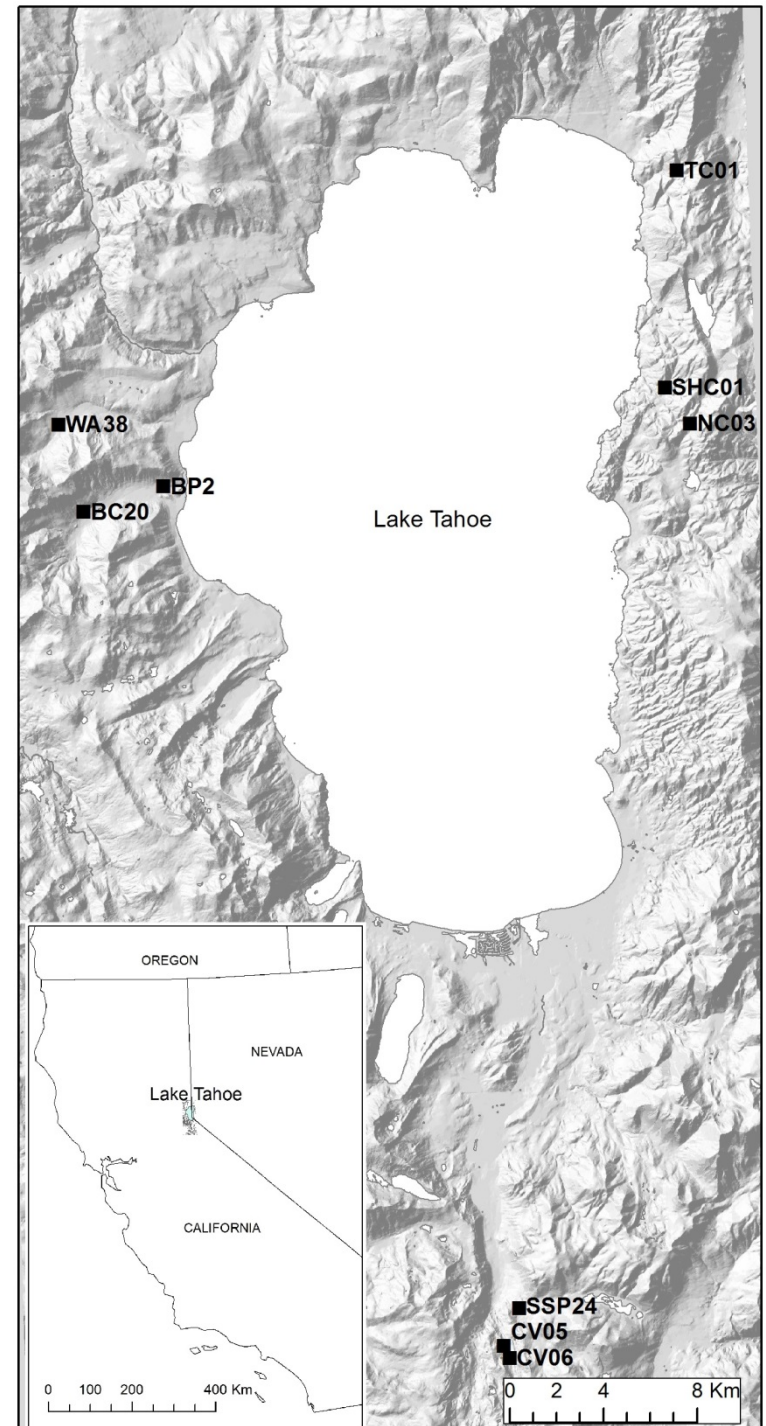 TC01
SHC01
NC03
WA38
BP2
BC20
Lake Tahoe
OREGON
NEVADA
Lake Tahoe
CALIFORNIA
0 100 200 400 Km
SSP24
CV05
CV06
0 2 4 8 Km